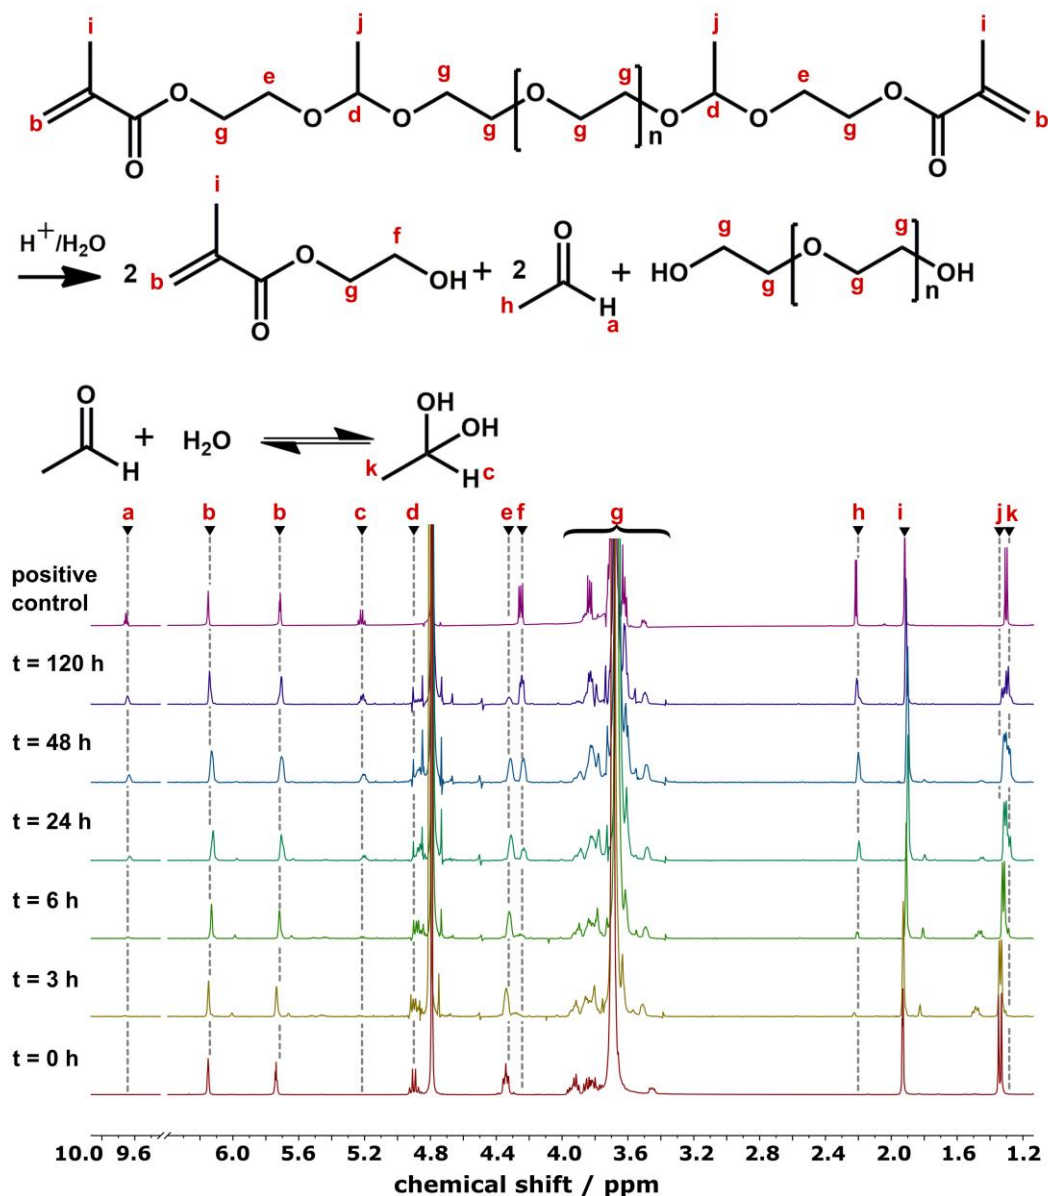 i j j i
e g g e
b O O O O O O O O O b
g d g g n d g
O O
i
H+/H2O 2 b O O g f OH + 2 O h H a + HO g g O g g OH n
O OH
+ H2O OH
H k H c
a b b c d e f g h i j k
positive
control
t = 120 h
t = 48 h
t = 24 h
t = 6 h
t = 3 h
t = 0 h
10.0 9.6 6.0 5.6 5.2 4.8 4.4 4.0 3.6 3.2 2.8 2.4 2.0 1.6 1.2
chemical shift / ppm